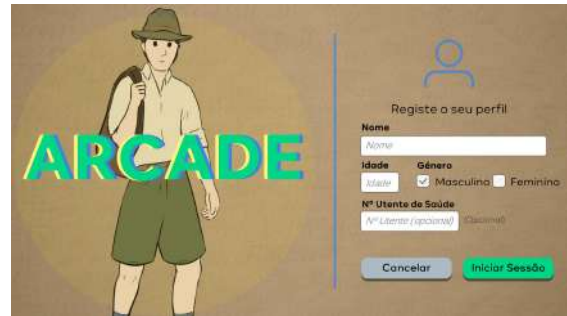 ARCADE
Registe o seu perfil
Nome
Nome
Idade Género
Idade Masculino Feminino
Nº Utente de Saúde
Nº Utente (opcional) (Opcional)
Cancelar Iniciar Sessão